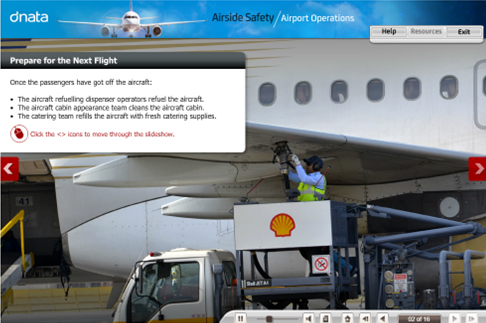 dnata
Airside Safety / Airport Operations
Help Resources Exit
Prepare for the Next Flight
Once the passengers have got off the aircraft:
• The aircraft refuelling dispenser operators refuel the aircraft.
• The aircraft cabin appearance team cleans the aircraft cabin.
• The catering team refills the aircraft with fresh catering supplies.
Click the <> icons to move through the slideshow.
41
Shell JET A-1
02 of 16